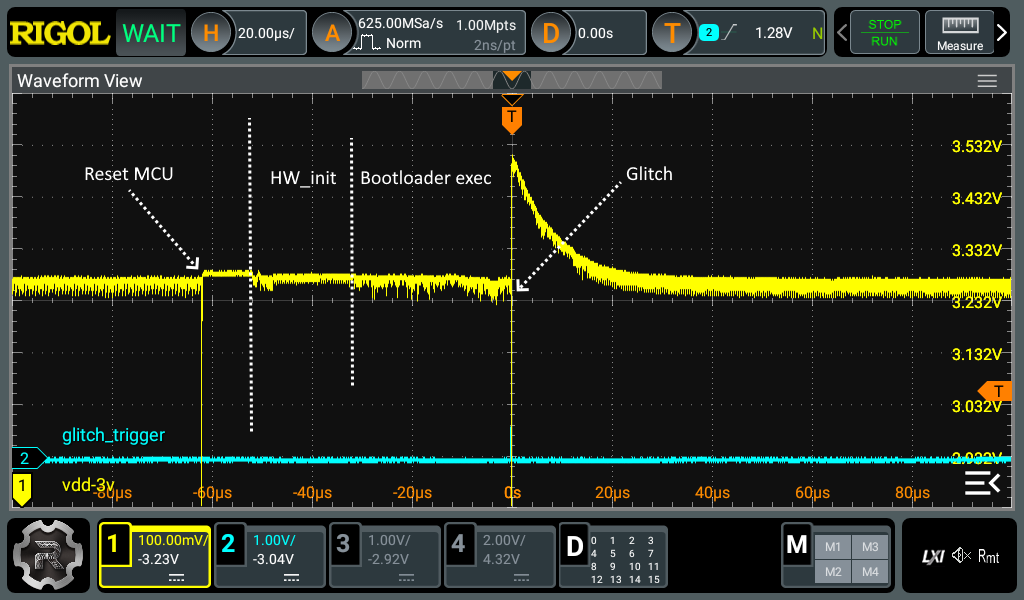 RIGOL WAIT H 20.00µs/ A 625.00MSa/s 1.00Mpts D 0.00s T 2 1.28V N STOP
Norm 2ns/pt RUN Measure
Waveform View
T
3.532V
Reset MCU HW_init Bootloader exec Glitch
3.432V
3.332V
3.232V
3.132V
T
3.032V
glitch_trigger
2 2.932V
1 vdd-3v
-80µs -60µs -40µs -20µs 0s 20µs 40µs 60µs 80µs
1 100.00mV/ 2 1.00V/ 3 1.00V/ 4 2.00V/ D 0 1 2 3 M M1 M3
-3.23V -3.04V -2.92V 4.32V 4 5 6 7
8 9 10 11 M2 M4
12 13 14 15
R
LXI Rmt